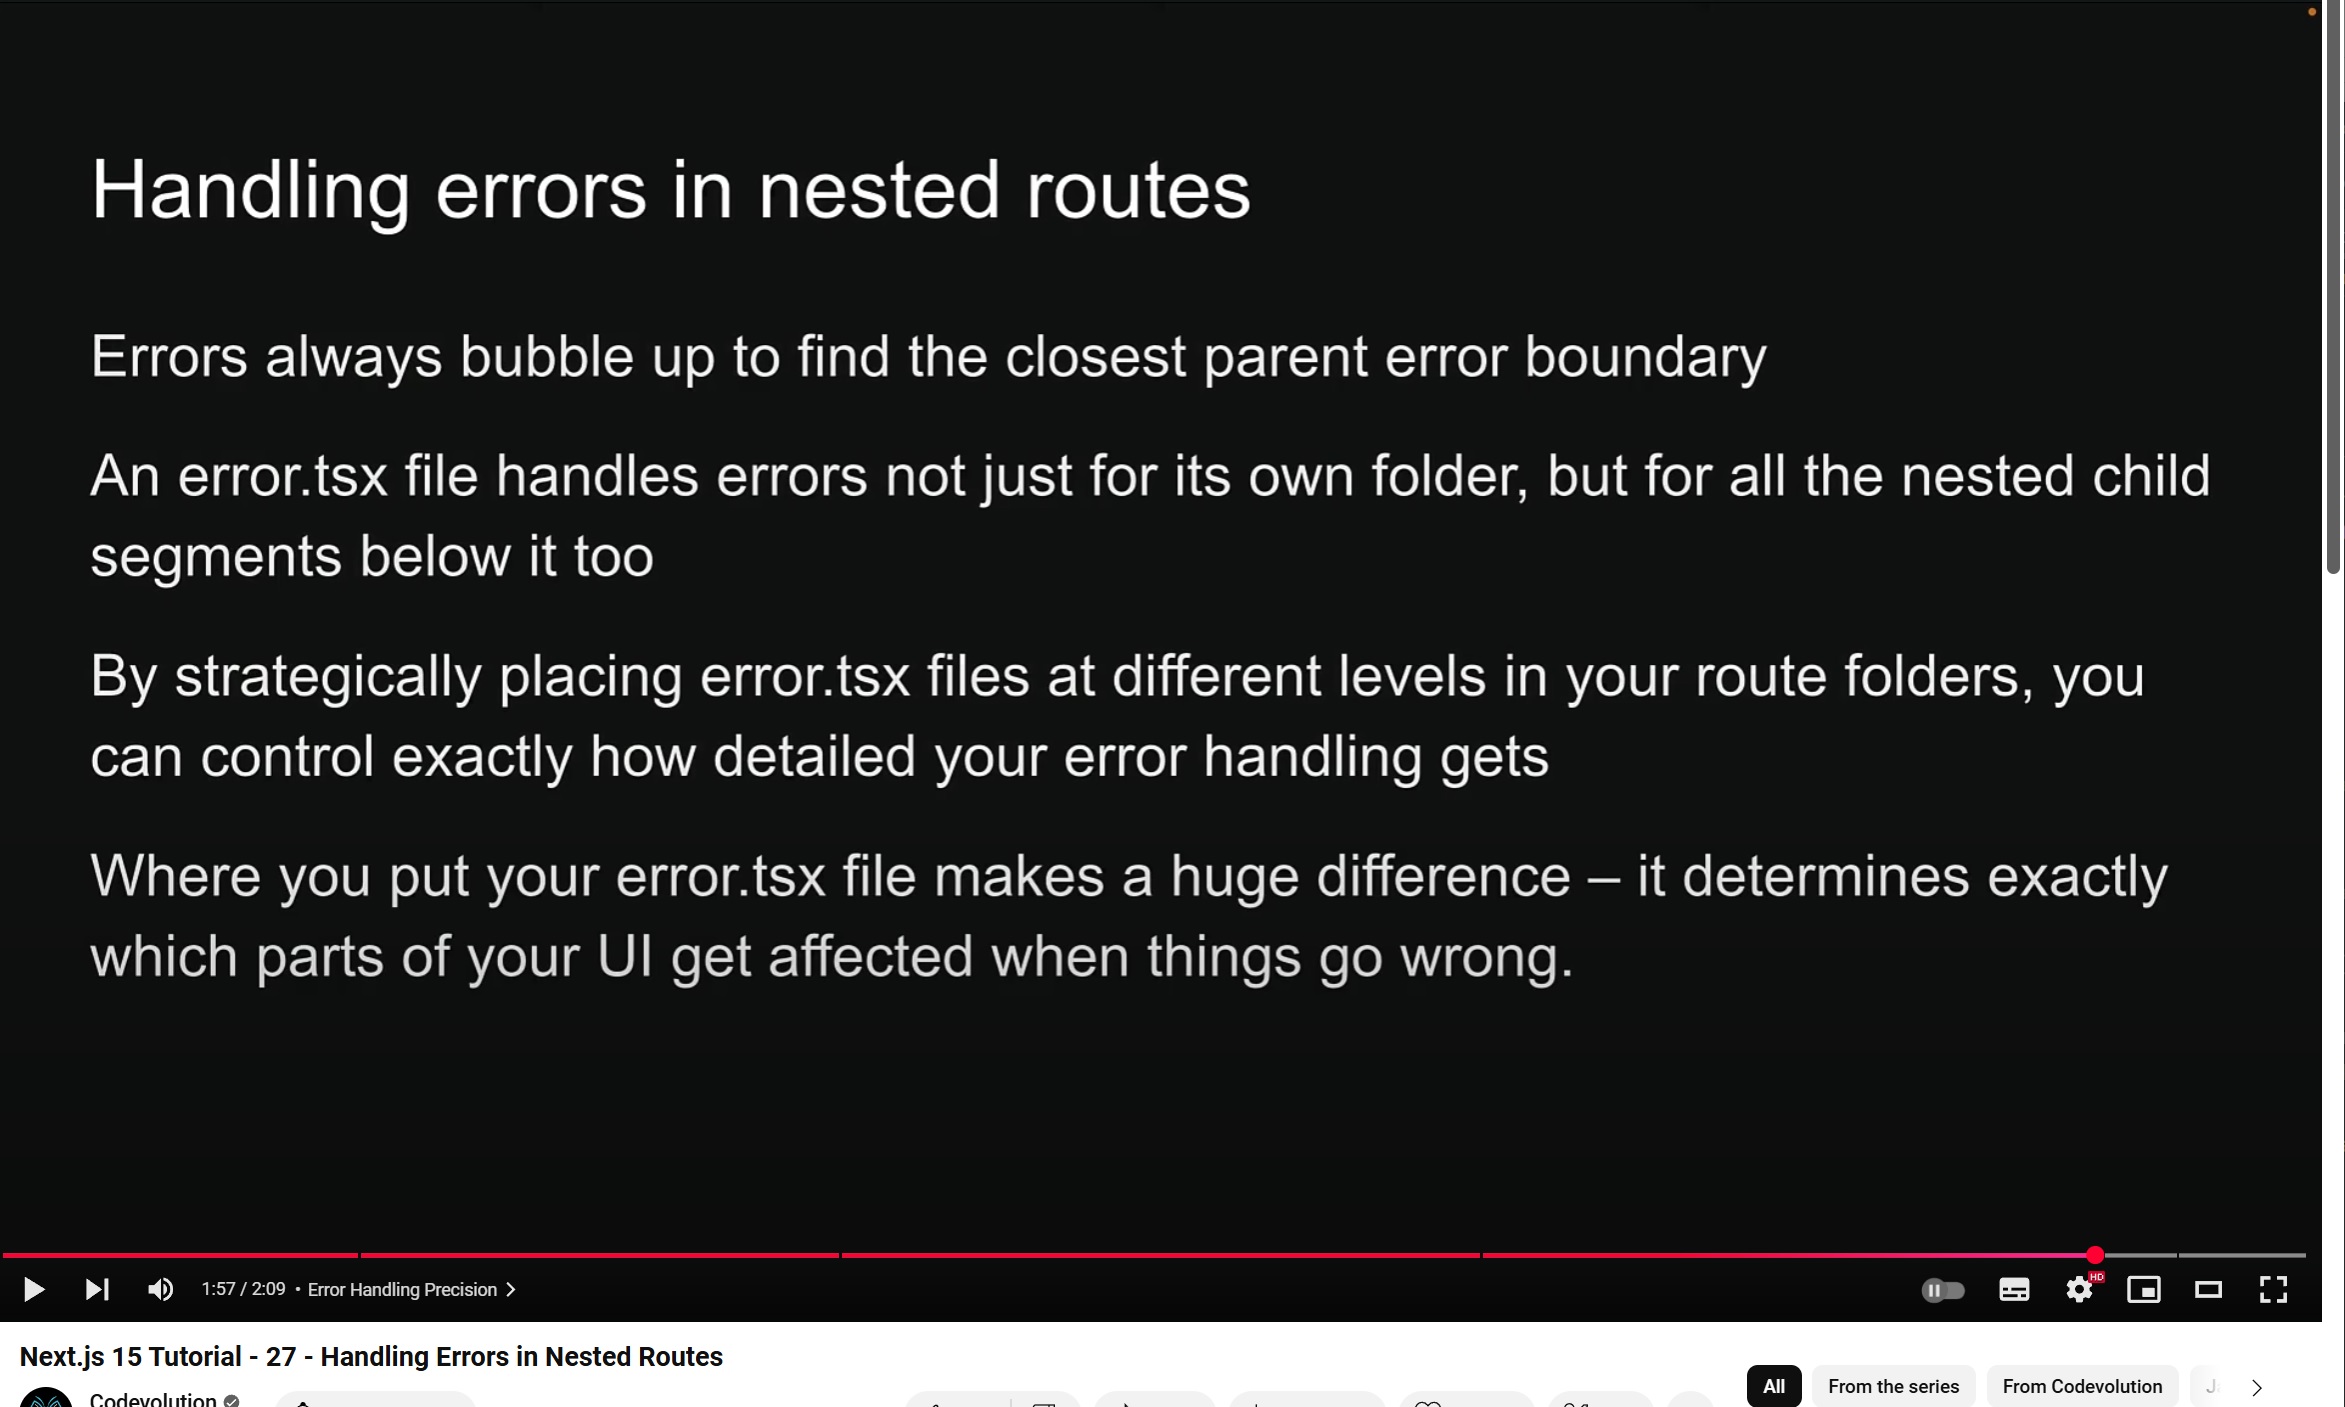 Handling errors in nested routes
Errors always bubble up to find the closest parent error boundary
An error.tsx file handles errors not just for its own folder, but for all the nested child
segments below it too
By strategically placing error.tsx files at different levels in your route folders, you
can control exactly how detailed your error handling gets
Where you put your error.tsx file makes a huge difference – it determines exactly
which parts of your UI get affected when things go wrong.
1:57 / 2:09 • Error Handling Precision
HD
Next.js 15 Tutorial - 27 - Handling Errors in Nested Routes
Codevolution
All From the series From Codevolution